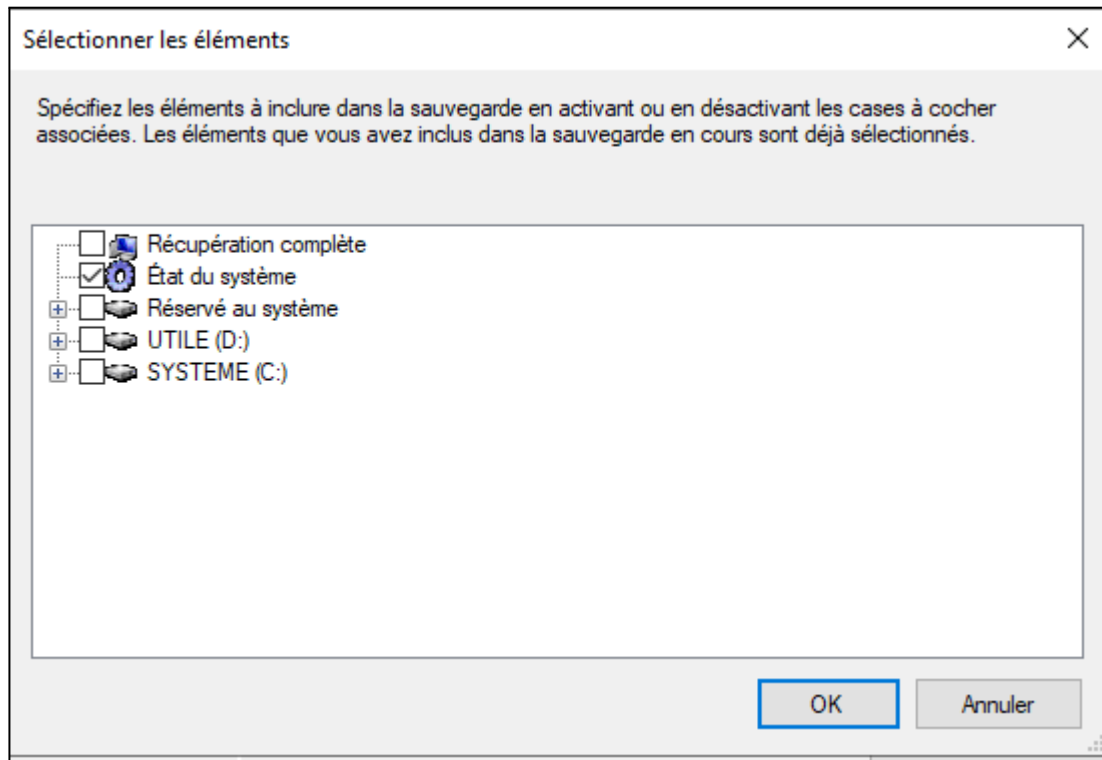 Sélectionner les éléments
Spécifiez les éléments à inclure dans la sauvegarde en activant ou en désactivant les cases à cocher
associées. Les éléments que vous avez inclus dans la sauvegarde en cours sont déjà sélectionnés.
Récupération complète
État du système
Réservé au système
UTILE (D:)
SYSTEME (C:)
OK
Annuler